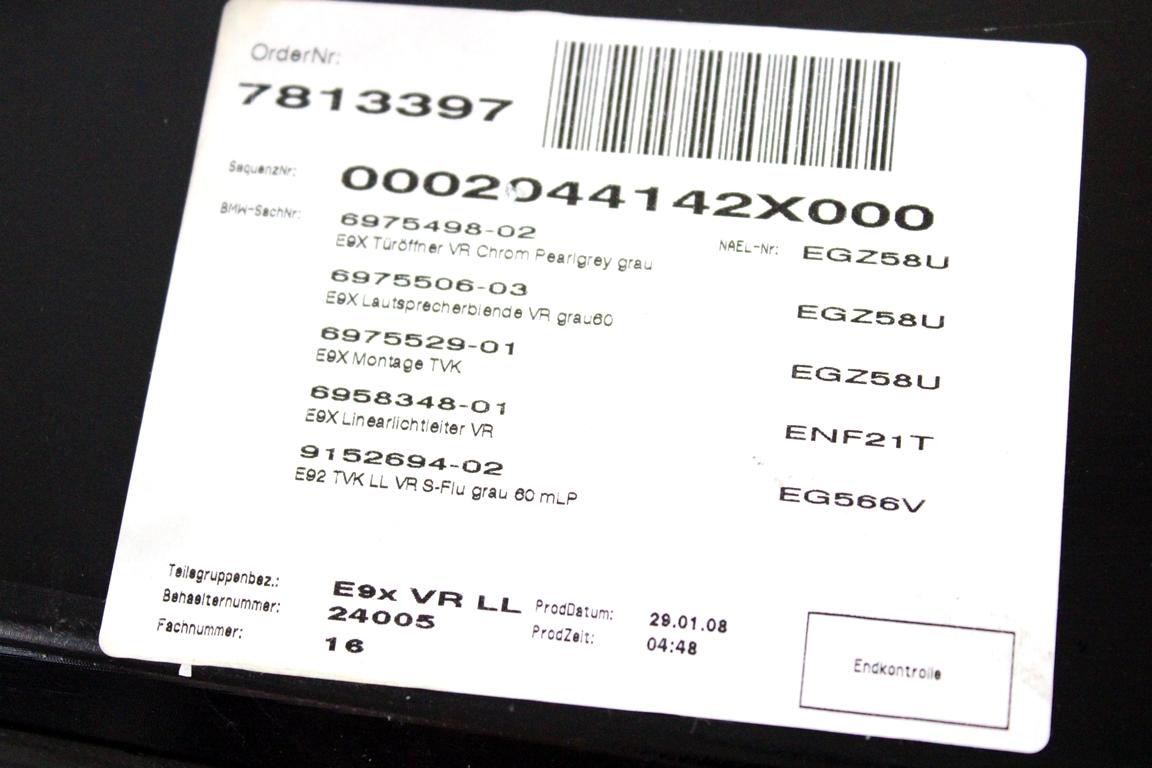 OrderNr:
7813397
SequenzNr: 0002944142X000
BMW-SachNr: 6975498-02 NAEL-Nr: EGZ58U
E9X Türöffner VR Chrom Pearlgrey grau
6975506-03 EGZ58U
E9X Lautsprecherblende VR grau60
6975529-01 EGZ58U
E9X Montage TVK
6958348-01 ENF21T
E9X Linearlichtleiter VR
9152694-02 EG566V
E92 TVK LL VR S-Flu grau 60 mLP
Teilegruppenbez.: E9x VR LL ProdDatum: 29.01.08
Behaelternummer: 24005 ProdZeit: 04:48
Fachnummer: 16
Endkontrolle